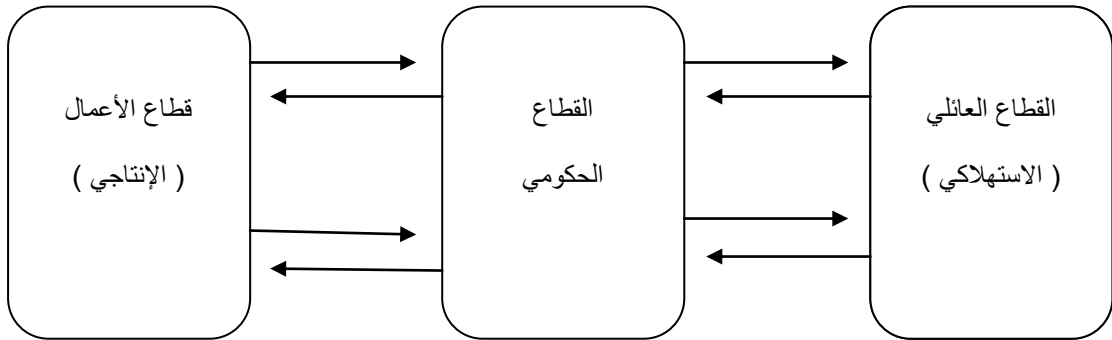 القطاع العائلي
( الاستهلاكي )
القطاع
الحكومي
قطاع الأعمال
( الإنتاجي )